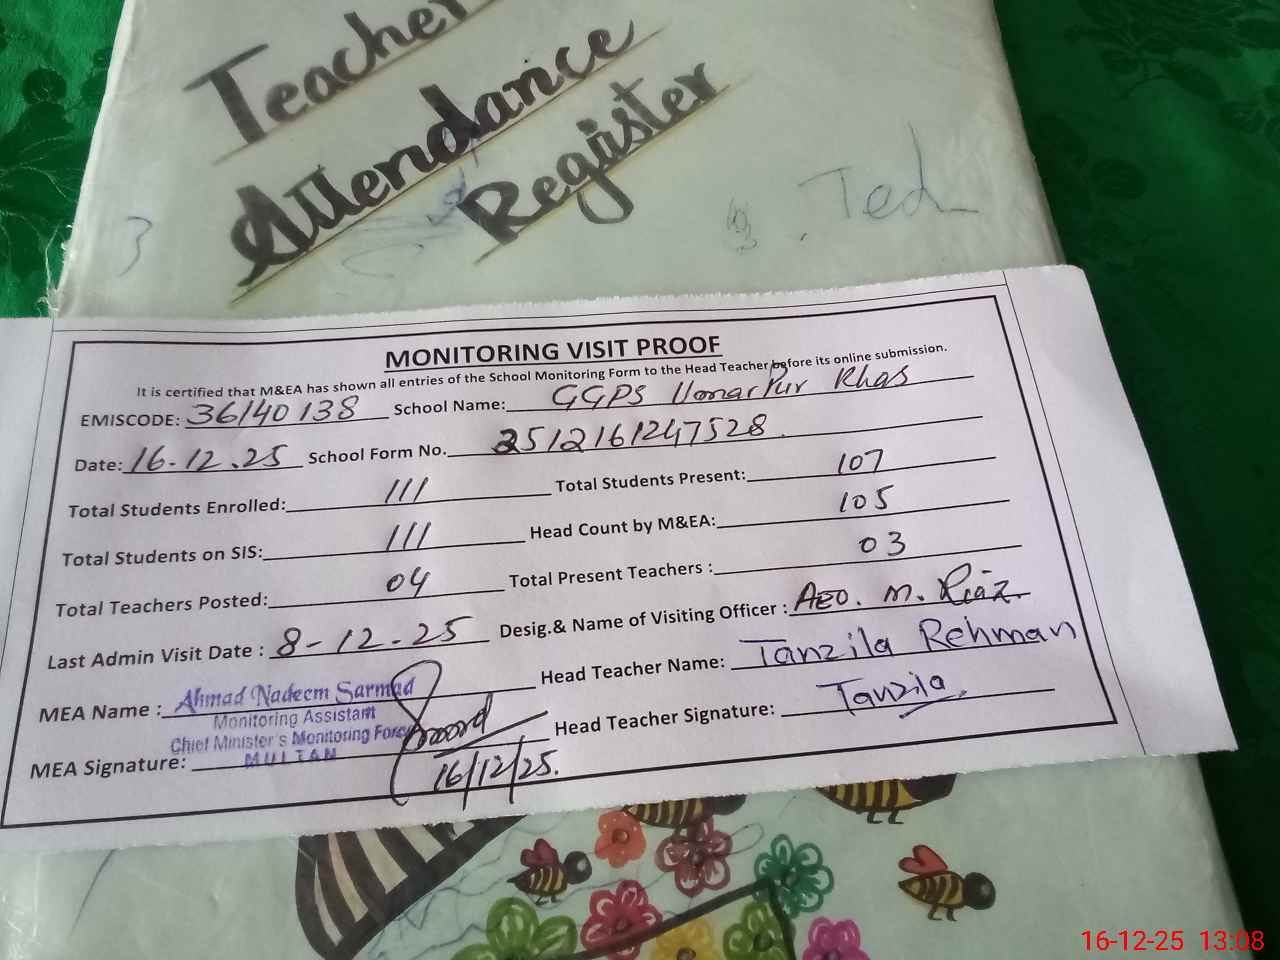 Teacher
Attendance
Register
3
Ted
MONITORING VISIT PROOF
It is certified that M&EA has shown all entries of the School Monitoring Form to the Head Teacher before its online submission.
EMISCODE: 36140138 School Name: GGPS Umarpur Khas
Date: 16-12.25 School Form No. 2512161247528
Total Students Enrolled: 111 Total Students Present: 107
Total Students on SIS: 111 Head Count by M&EA: 105
Total Teachers Posted: 04 Total Present Teachers : 03
Last Admin Visit Date : 8-12-25 Desig.& Name of Visiting Officer : AEO. M. Riaz
MEA Name : Ahmad Nadeem Sarmad Head Teacher Name: Tanzila Rehman
Monitoring Assistant
Chief Minister's Monitoring Force
MULTAN
MEA Signature: 16/12/25. Head Teacher Signature: Tanzila.
16-12-25 13:08